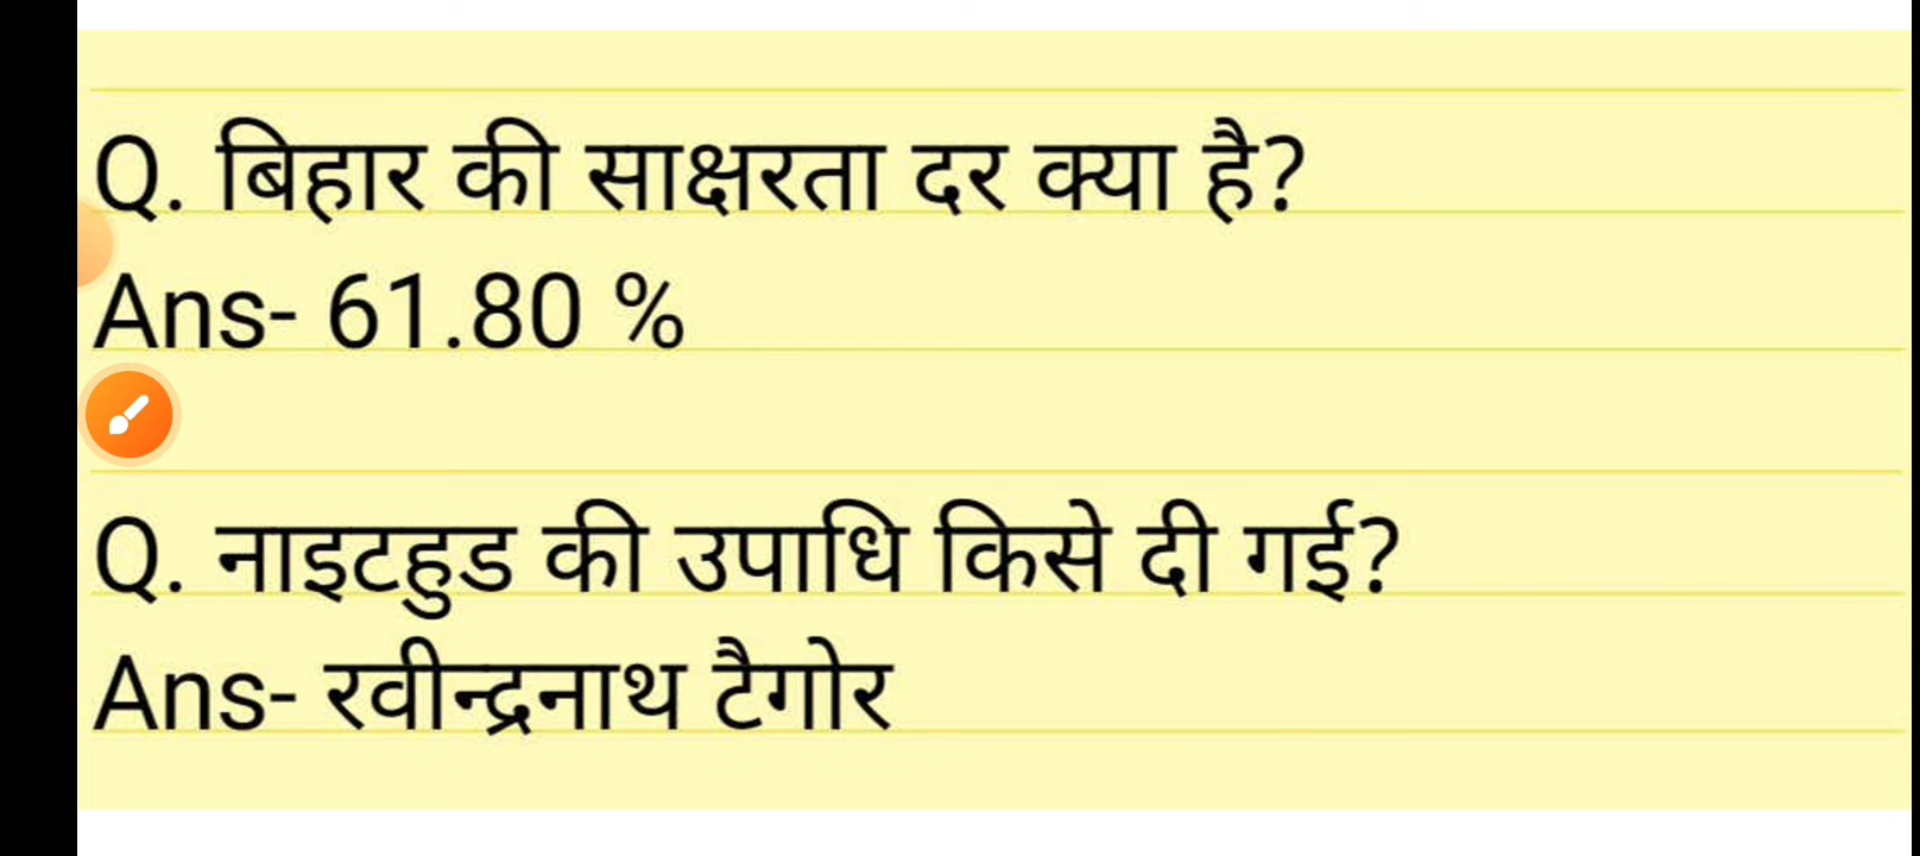 Q. बिहार की साक्षरता दर क्या है?
Ans- 61.80 %
Q. नाइटहुड की उपाधि किसे दी गई?
Ans- रवीन्द्रनाथ टैगोर